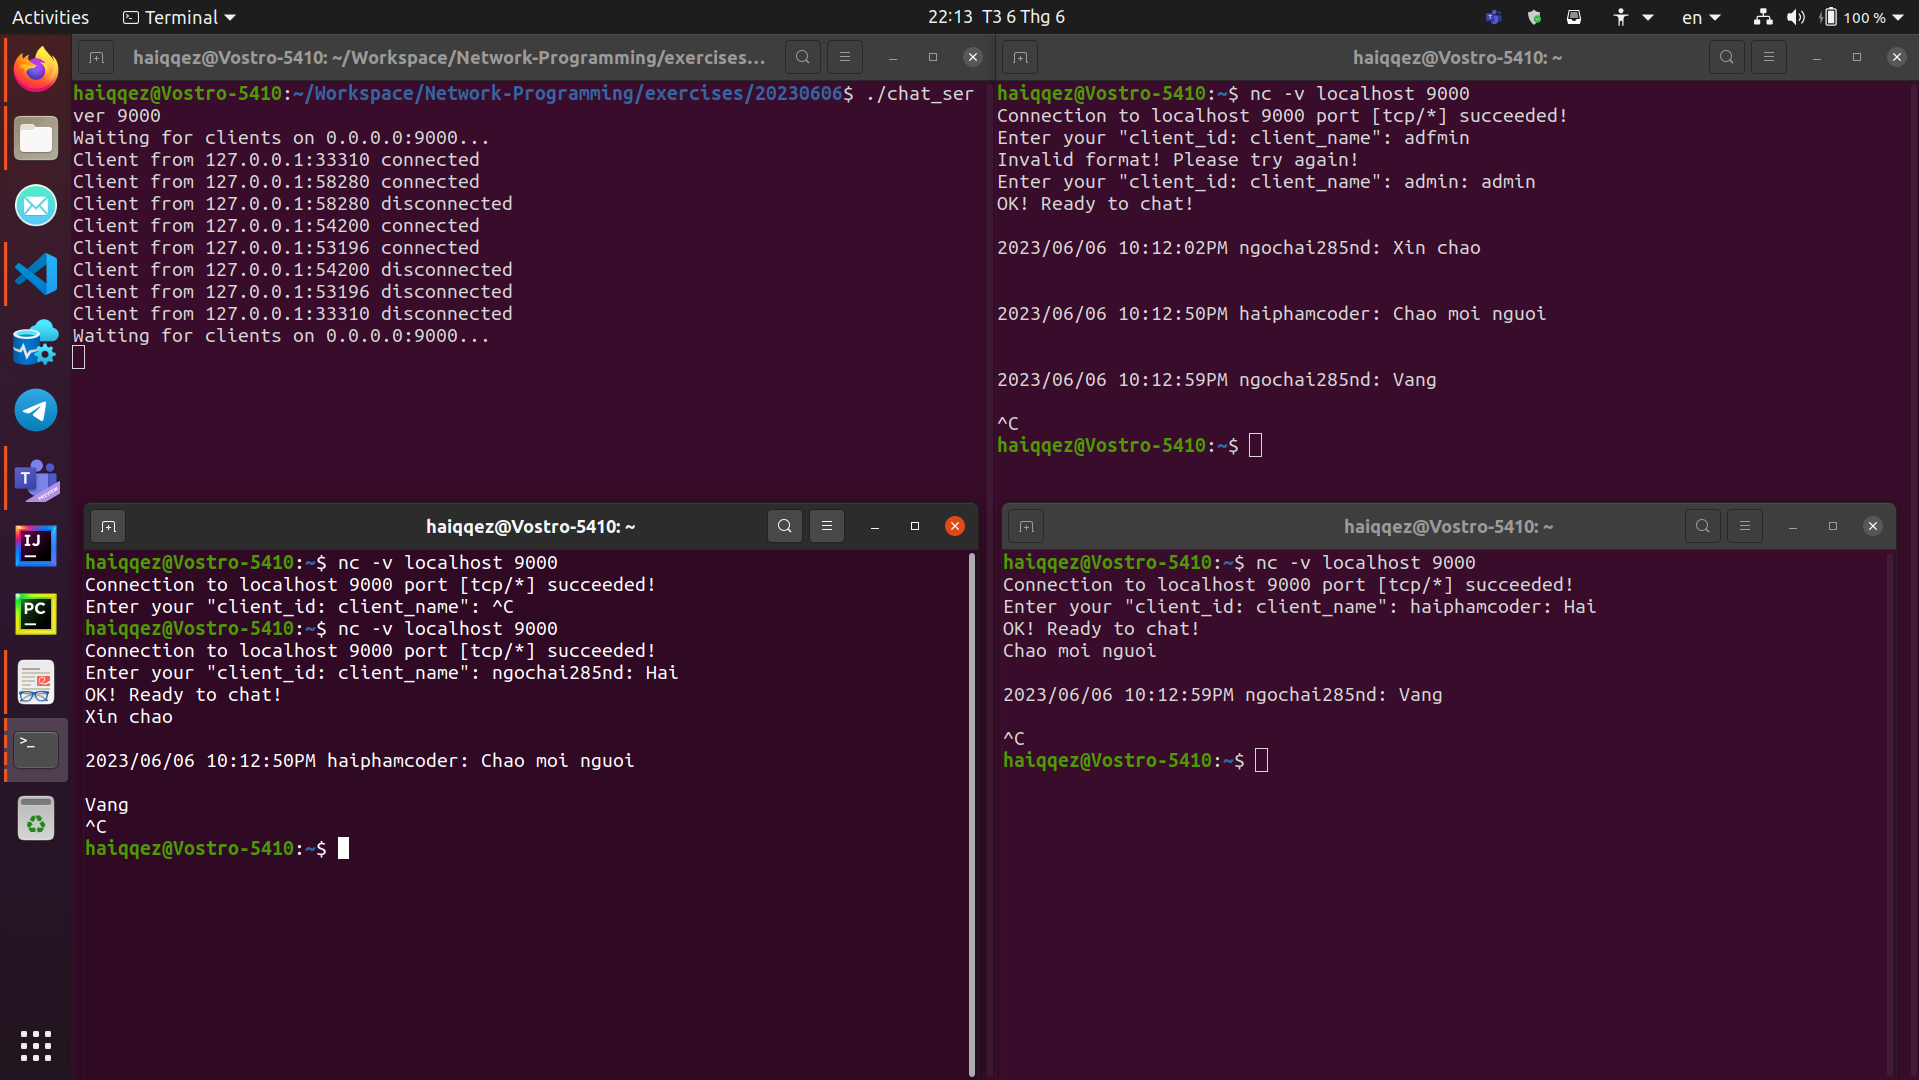 Activities
Terminal
22:13 T3 6 Thg 6
en
100 %
haiqqez@Vostro-5410: ~/Workspace/Network-Programming/exercises...
haiqqez@Vostro-5410:~/Workspace/Network-Programming/exercises/20230606$ ./chat_ser
ver 9000
Waiting for clients on 0.0.0.0:9000...
Client from 127.0.0.1:33310 connected
Client from 127.0.0.1:58280 connected
Client from 127.0.0.1:58280 disconnected
Client from 127.0.0.1:54200 connected
Client from 127.0.0.1:53196 connected
Client from 127.0.0.1:54200 disconnected
Client from 127.0.0.1:53196 disconnected
Client from 127.0.0.1:33310 disconnected
Waiting for clients on 0.0.0.0:9000...
haiqqez@Vostro-5410: ~
haiqqez@Vostro-5410:~$ nc -v localhost 9000
Connection to localhost 9000 port [tcp/*] succeeded!
Enter your "client_id: client_name": adfmin
Invalid format! Please try again!
Enter your "client_id: client_name": admin: admin
OK! Ready to chat!
2023/06/06 10:12:02PM ngochai285nd: Xin chao
2023/06/06 10:12:50PM haiphamcoder: Chao moi nguoi
2023/06/06 10:12:59PM ngochai285nd: Vang
^C
haiqqez@Vostro-5410:~$
haiqqez@Vostro-5410: ~
haiqqez@Vostro-5410:~$ nc -v localhost 9000
Connection to localhost 9000 port [tcp/*] succeeded!
Enter your "client_id: client_name": ^C
haiqqez@Vostro-5410:~$ nc -v localhost 9000
Connection to localhost 9000 port [tcp/*] succeeded!
Enter your "client_id: client_name": ngochai285nd: Hai
OK! Ready to chat!
Xin chao
2023/06/06 10:12:50PM haiphamcoder: Chao moi nguoi
Vang
^C
haiqqez@Vostro-5410:~$
haiqqez@Vostro-5410: ~
haiqqez@Vostro-5410:~$ nc -v localhost 9000
Connection to localhost 9000 port [tcp/*] succeeded!
Enter your "client_id: client_name": haiphamcoder: Hai
OK! Ready to chat!
Chao moi nguoi
2023/06/06 10:12:59PM ngochai285nd: Vang
^C
haiqqez@Vostro-5410:~$
T
IJ
PC
>_